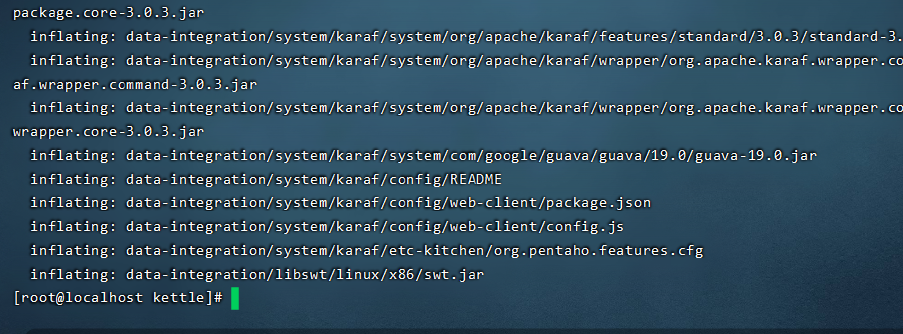 package.core-3.0.3.jar
inflating: data-integration/system/karaf/system/org/apache/karaf/features/standard/3.0.3/standard-3.
inflating: data-integration/system/karaf/system/org/apache/karaf/wrapper/org.apache.karaf.wrapper.co
af.wrapper.command-3.0.3.jar
inflating: data-integration/system/karaf/system/org/apache/karaf/wrapper/org.apache.karaf.wrapper.co
wrapper.core-3.0.3.jar
inflating: data-integration/system/karaf/system/com/google/guava/guava/19.0/guava-19.0.jar
inflating: data-integration/system/karaf/config/README
inflating: data-integration/system/karaf/config/web-client/package.json
inflating: data-integration/system/karaf/config/web-client/config.js
inflating: data-integration/system/karaf/etc-kitchen/org.pentaho.features.cfg
inflating: data-integration/libswt/linux/x86/swt.jar
[root@localhost kettle]#